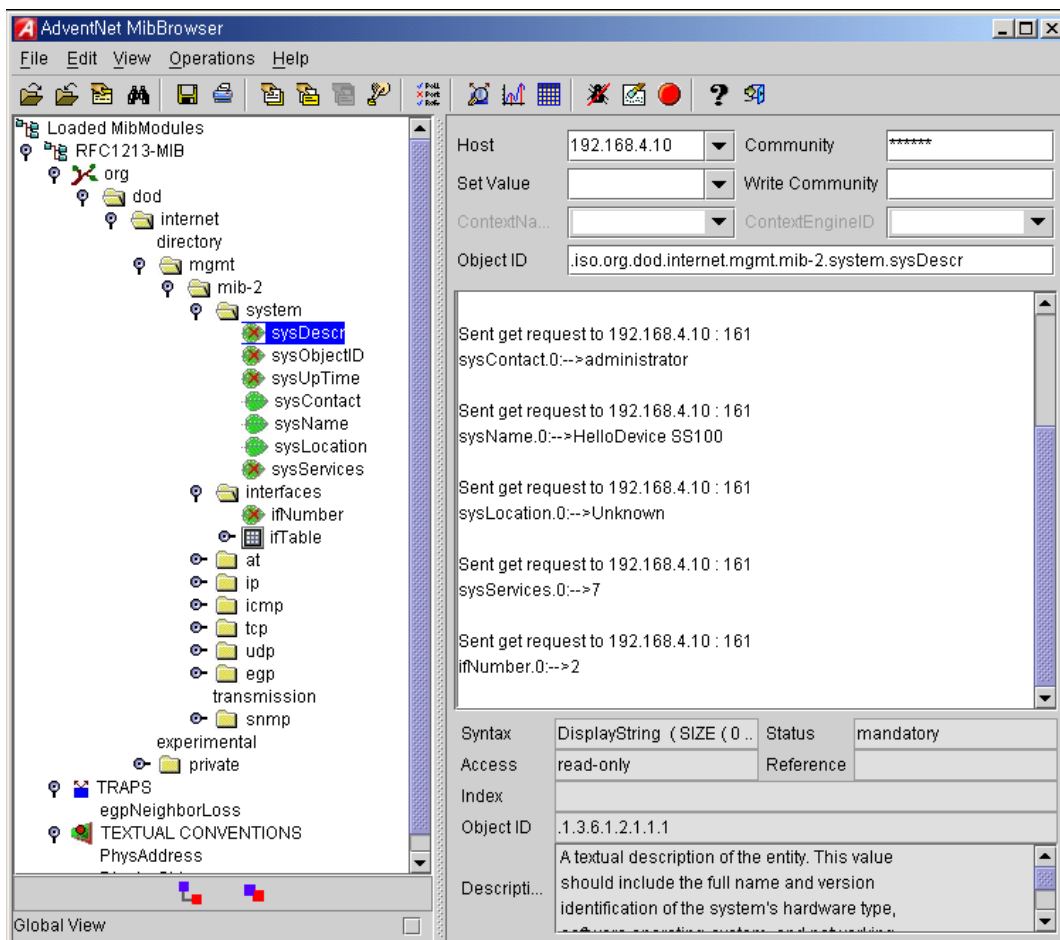 AdventNet MibBrowser
File Edit View Operations Help
Loaded MibModules
RFC1213-MIB
org
dod
internet
directory
mgmt
mib-2
system
sysDescr
sysObjectID
sysUpTime
sysContact
sysName
sysLocation
sysServices
interfaces
ifNumber
ifTable
at
ip
icmp
tcp
udp
egp
transmission
snmp
experimental
private
TRAPS
egpNeighborLoss
TEXTUAL CONVENTIONS
PhysAddress
Global View
Host 192.168.4.10 Community ******
Set Value Write Community
ContextNa... ContextEngineID
Object ID .iso.org.dod.internet.mgmt.mib-2.system.sysDescr
Sent get request to 192.168.4.10 : 161
sysContact.0:-->administrator
Sent get request to 192.168.4.10 : 161
sysName.0:-->HelloDevice SS100
Sent get request to 192.168.4.10 : 161
sysLocation.0:-->Unknown
Sent get request to 192.168.4.10 : 161
sysServices.0:-->7
Sent get request to 192.168.4.10 : 161
ifNumber.0:-->2
Syntax DisplayString ( SIZE ( 0 .. Status mandatory
Access read-only Reference
Index
Object ID .1.3.6.1.2.1.1.1
Descripti... A textual description of the entity. This value
should include the full name and version
identification of the system's hardware type,